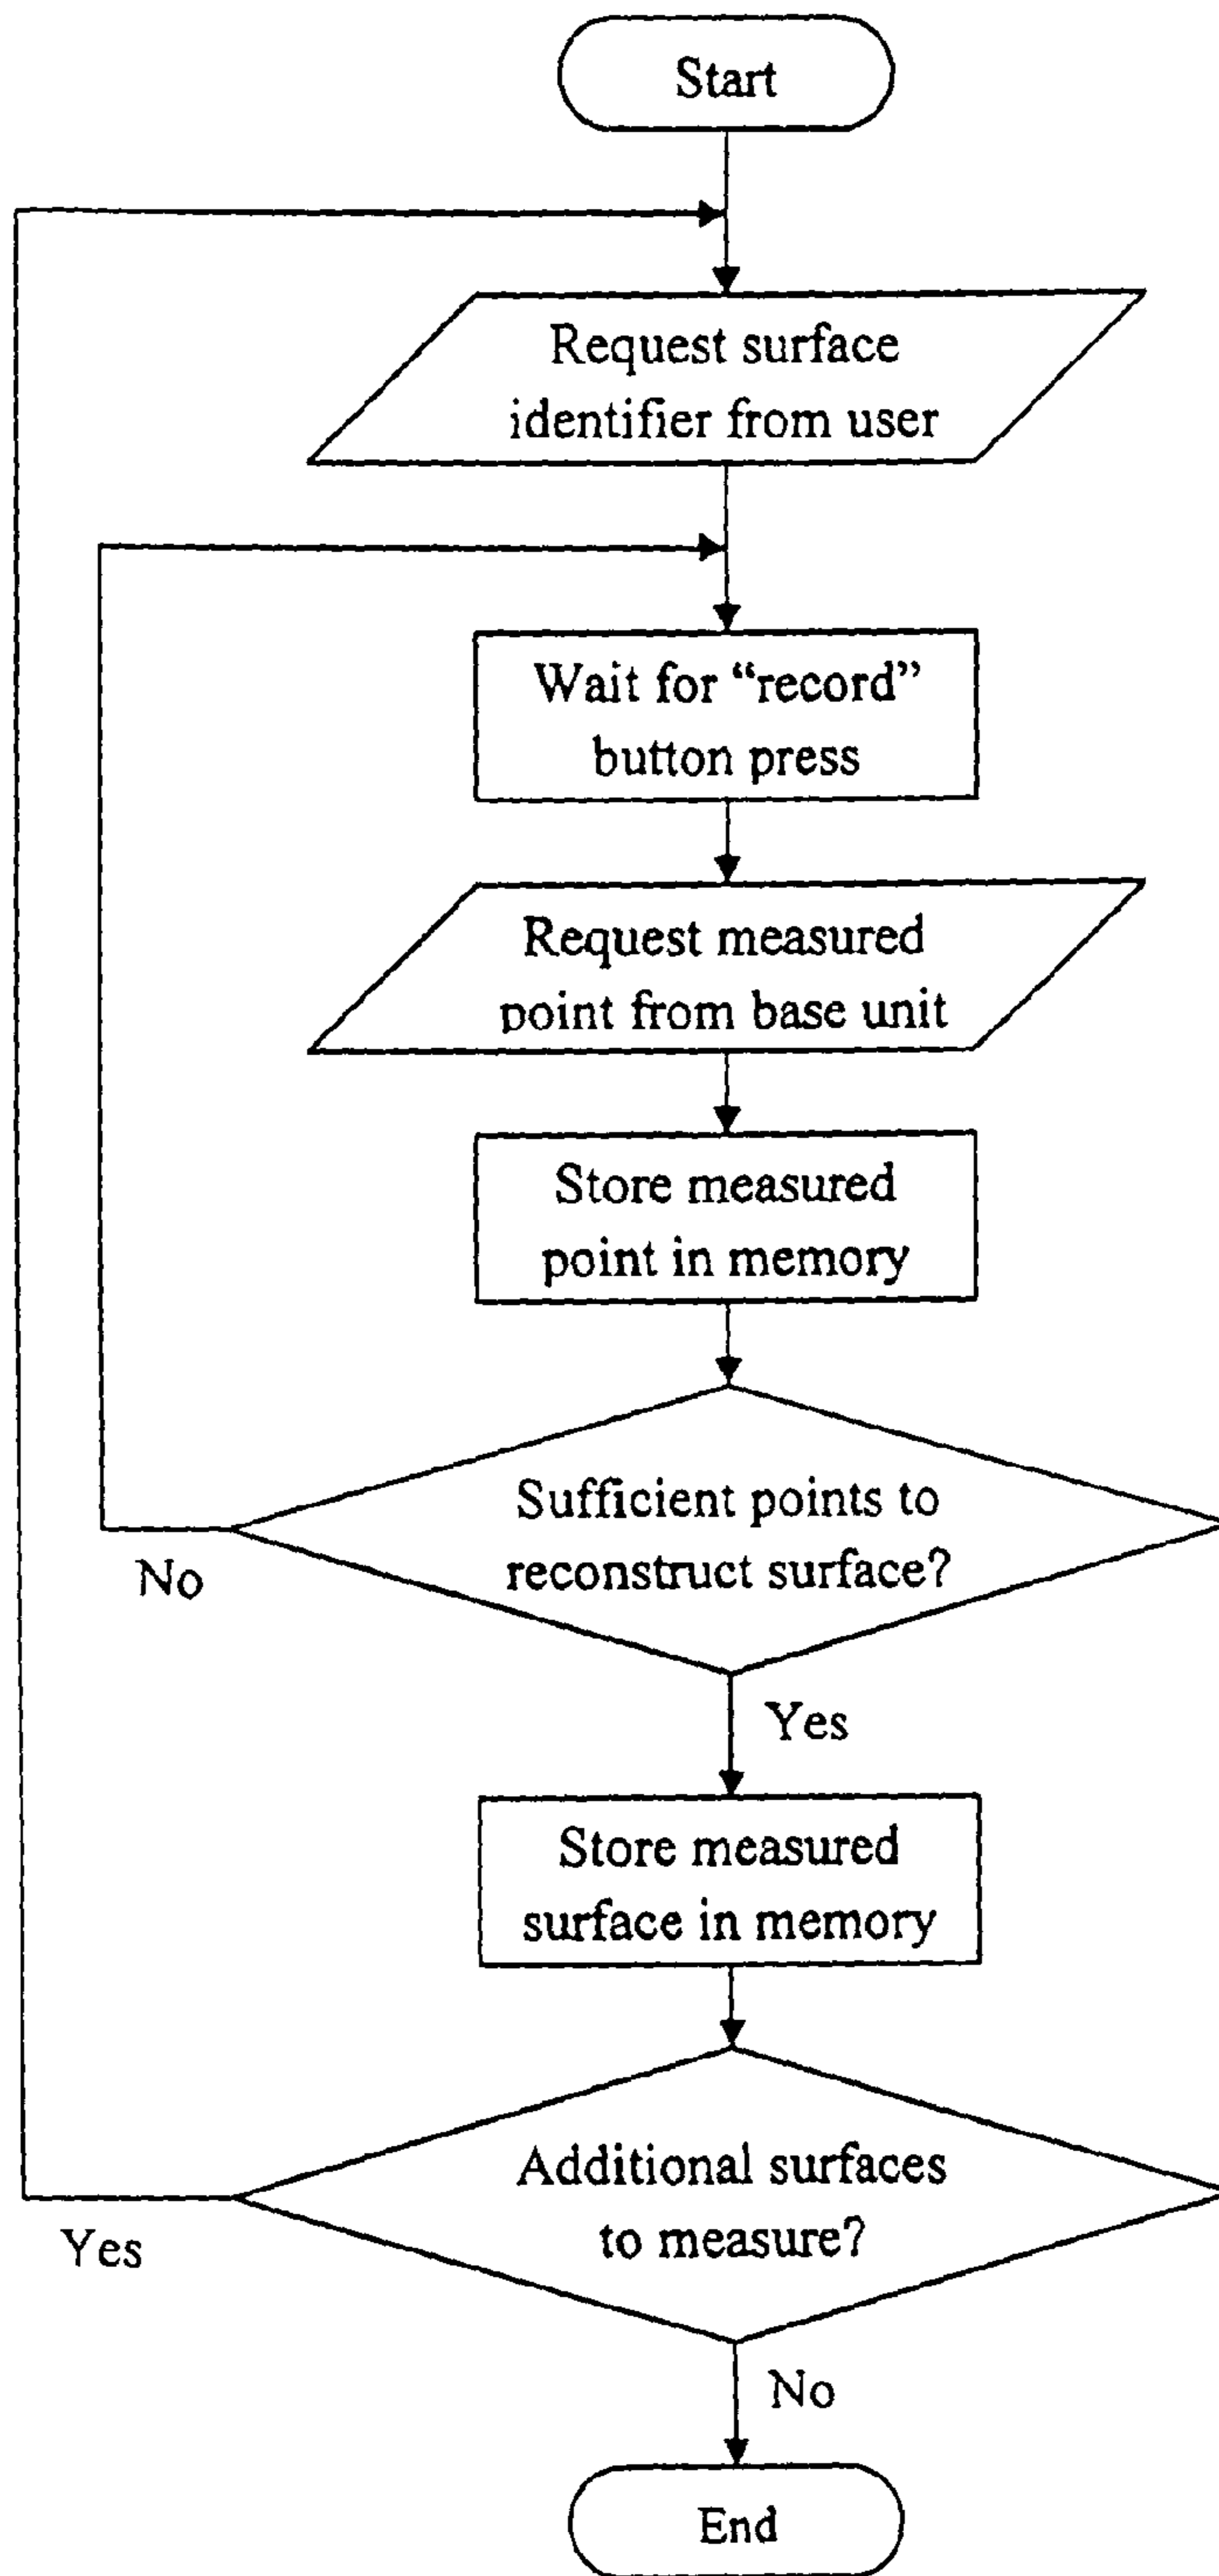 Start
Request surface
identifier from user
Wait for “record”
button press
Request measured
point from base unit
Store measured
point in memory
Sufficient points to
reconstruct surface?
No
Yes
Store measured
surface in memory
Additional surfaces
to measure?
Yes
No
End